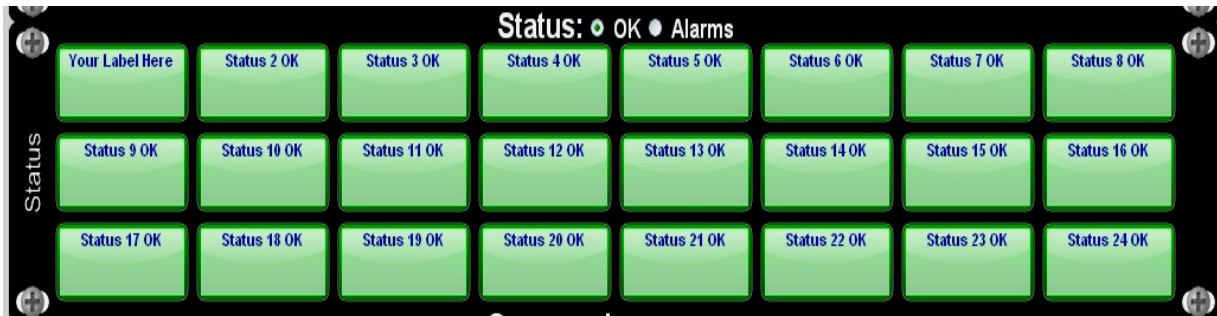 Status: OK Alarms
Your Label Here Status 2 OK Status 3 OK Status 4 OK Status 5 OK Status 6 OK Status 7 OK Status 8 OK
Status
Status 9 OK Status 10 OK Status 11 OK Status 12 OK Status 13 OK Status 14 OK Status 15 OK Status 16 OK
Status 17 OK Status 18 OK Status 19 OK Status 20 OK Status 21 OK Status 22 OK Status 23 OK Status 24 OK